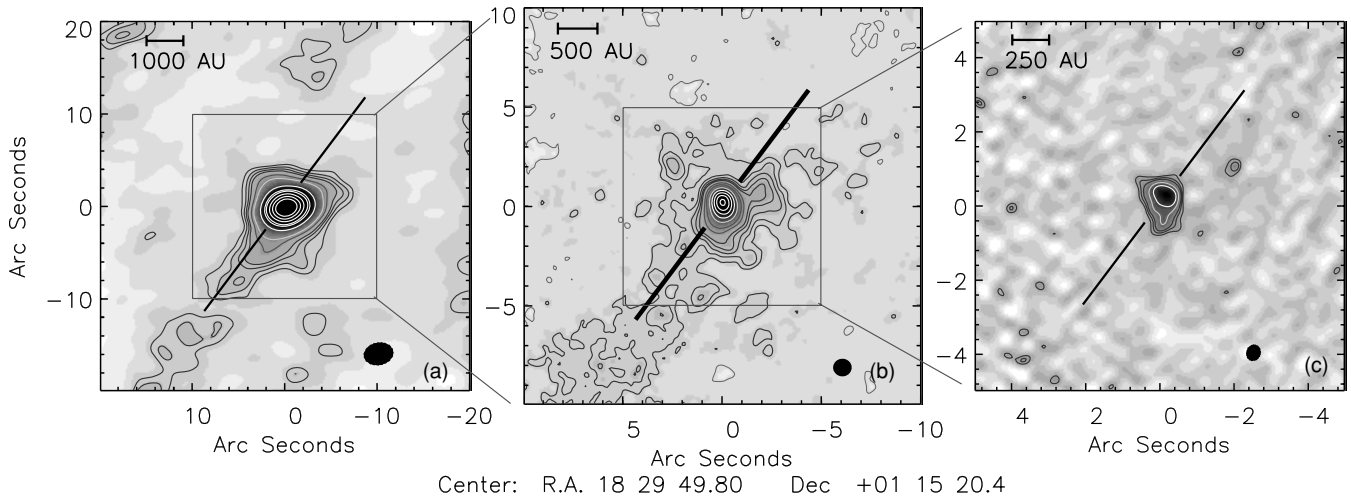 20
10
0
−10
Arc Seconds
1000 AU
(a)
10 0 −10 −20
Arc Seconds
10
5
0
−5
500 AU
(b)
5 0 −5 −10
Arc Seconds
4
2
0
−2
−4
250 AU
(c)
4 2 0 −2 −4
Arc Seconds
Center: R.A. 18 29 49.80 Dec +01 15 20.4